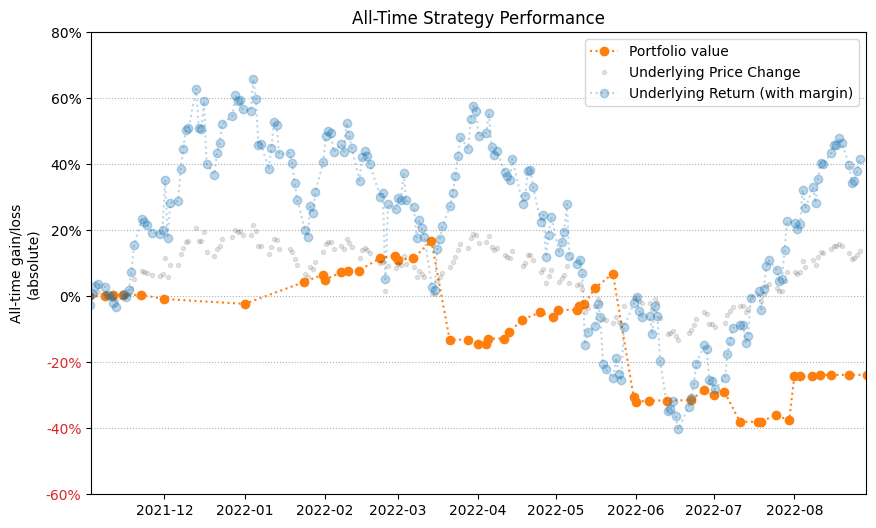 All-Time Strategy Performance
80%
60%
40%
20%
0%
-20%
-40%
-60%
All-time gain/loss
(absolute)
Portfolio value
Underlying Price Change
Underlying Return (with margin)
2021-12 2022-01 2022-02 2022-03 2022-04 2022-05 2022-06 2022-07 2022-08